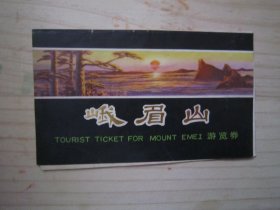 峨眉山
TOURIST TICKET FOR MOUNT EMEI 游览券